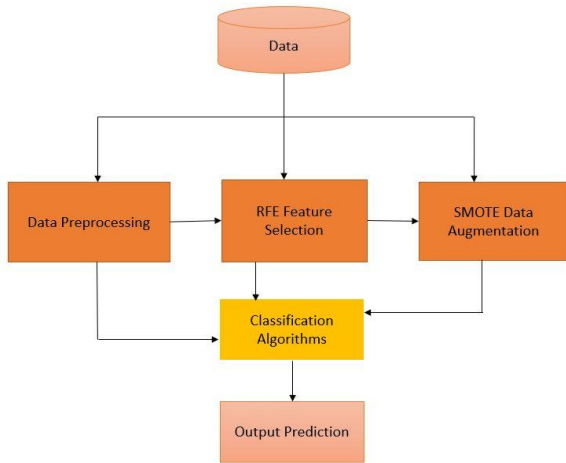 Data
Data Preprocessing
RFE Feature
Selection
SMOTE Data
Augmentation
Classification
Algorithms
Output Prediction